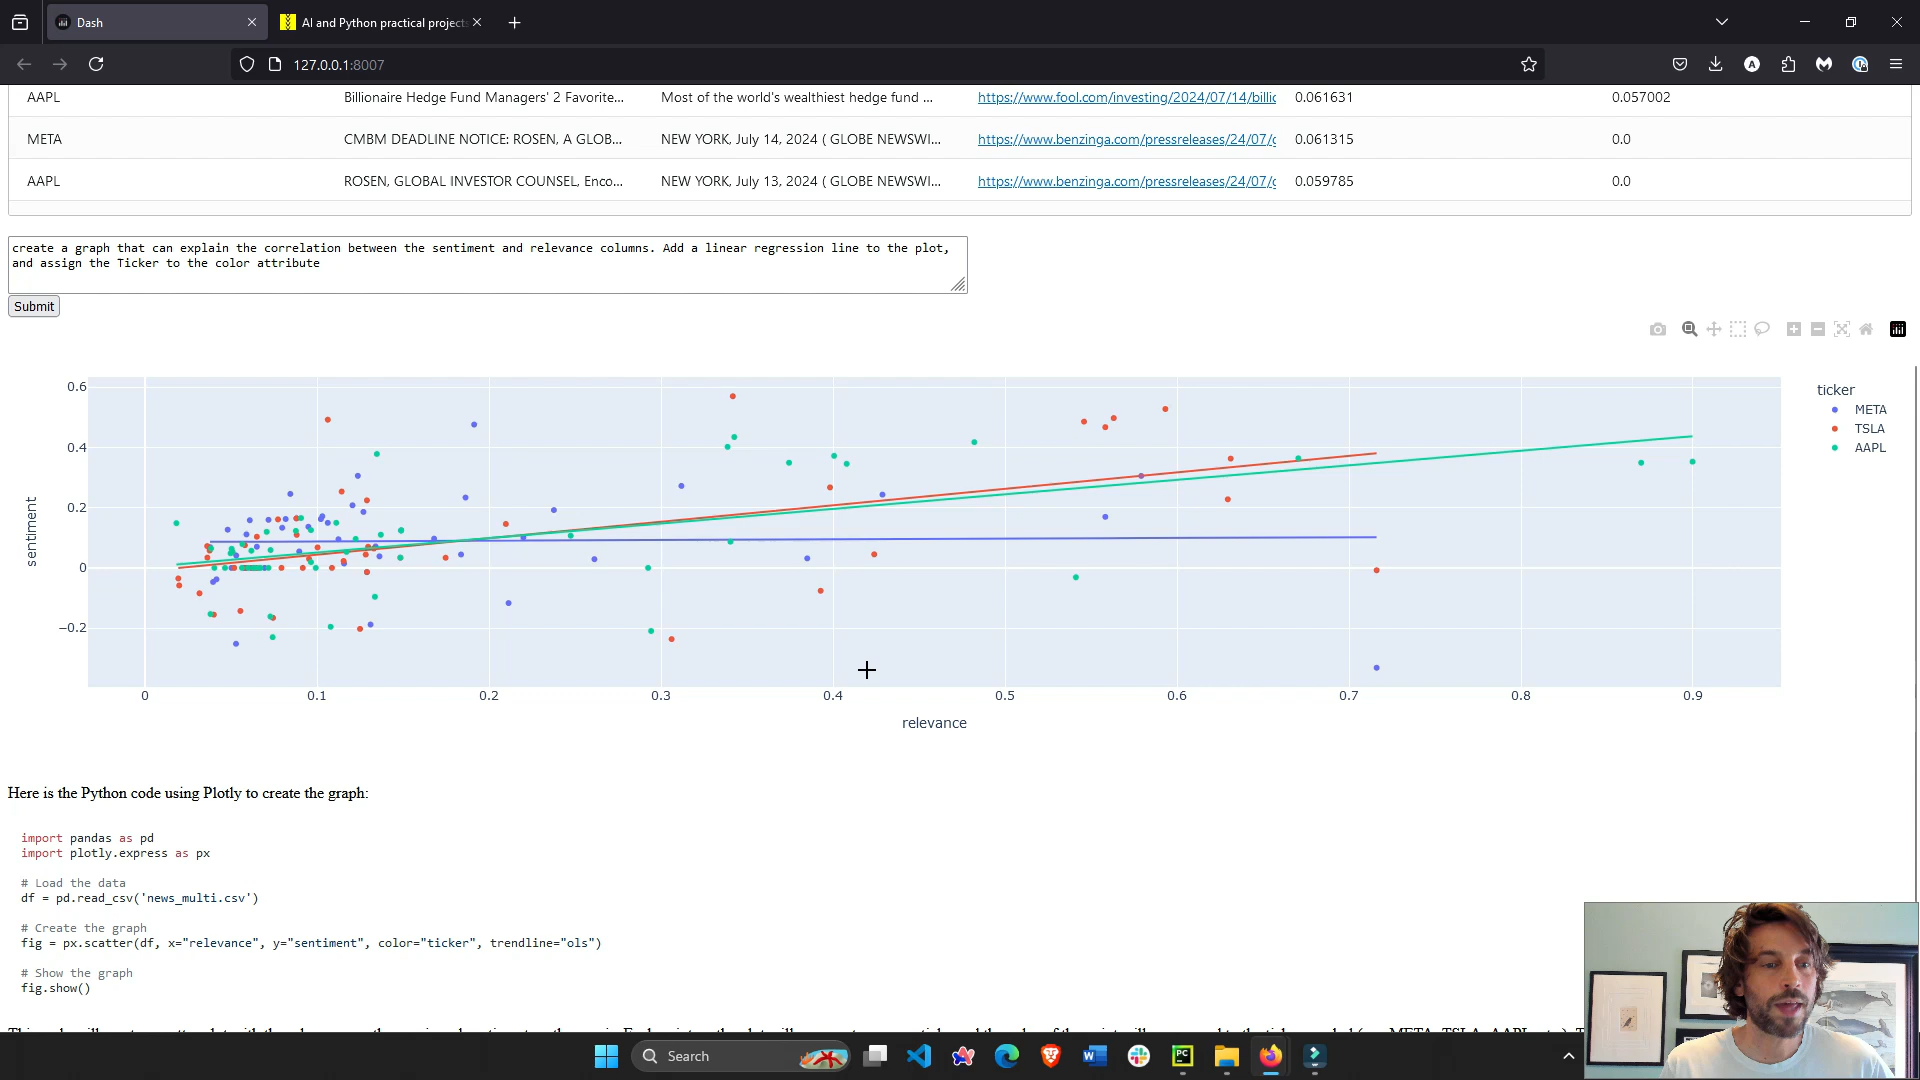 Dash
AI and Python practical projects
127.0.0.1:8007
AAPL Billionaire Hedge Fund Managers' 2 Favorite... Most of the world's wealthiest hedge fund ... https://www.fool.com/investing/2024/07/14/billic 0.061631 0.057002
META CMBM DEADLINE NOTICE: ROSEN, A GLOB... NEW YORK, July 14, 2024 ( GLOBE NEWSWI... https://www.benzinga.com/pressreleases/24/07/g 0.061315 0.0
AAPL ROSEN, GLOBAL INVESTOR COUNSEL, Enco... NEW YORK, July 13, 2024 ( GLOBE NEWSWI... https://www.benzinga.com/pressreleases/24/07/g 0.059785 0.0
create a graph that can explain the correlation between the sentiment and relevance columns. Add a linear regression line to the plot,
and assign the Ticker to the color attribute
Submit
0.6
0.4
0.2
0
−0.2
sentiment
0 0.1 0.2 0.3 0.4 0.5 0.6 0.7 0.8 0.9
relevance
ticker
META
TSLA
AAPL
Here is the Python code using Plotly to create the graph:
import pandas as pd
import plotly.express as px
# Load the data
df = pd.read_csv('news_multi.csv')
# Create the graph
fig = px.scatter(df, x="relevance", y="sentiment", color="ticker", trendline="ols")
# Show the graph
fig.show()
Search